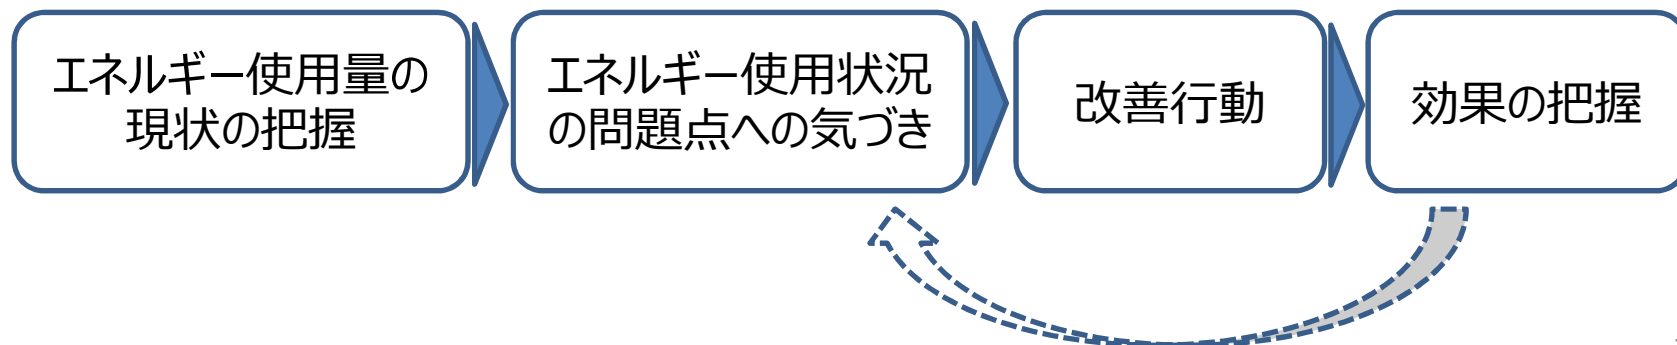 エネルギー使用量の
現状の把握
エネルギー使用状況
の問題点への気づき
改善行動
効果の把握